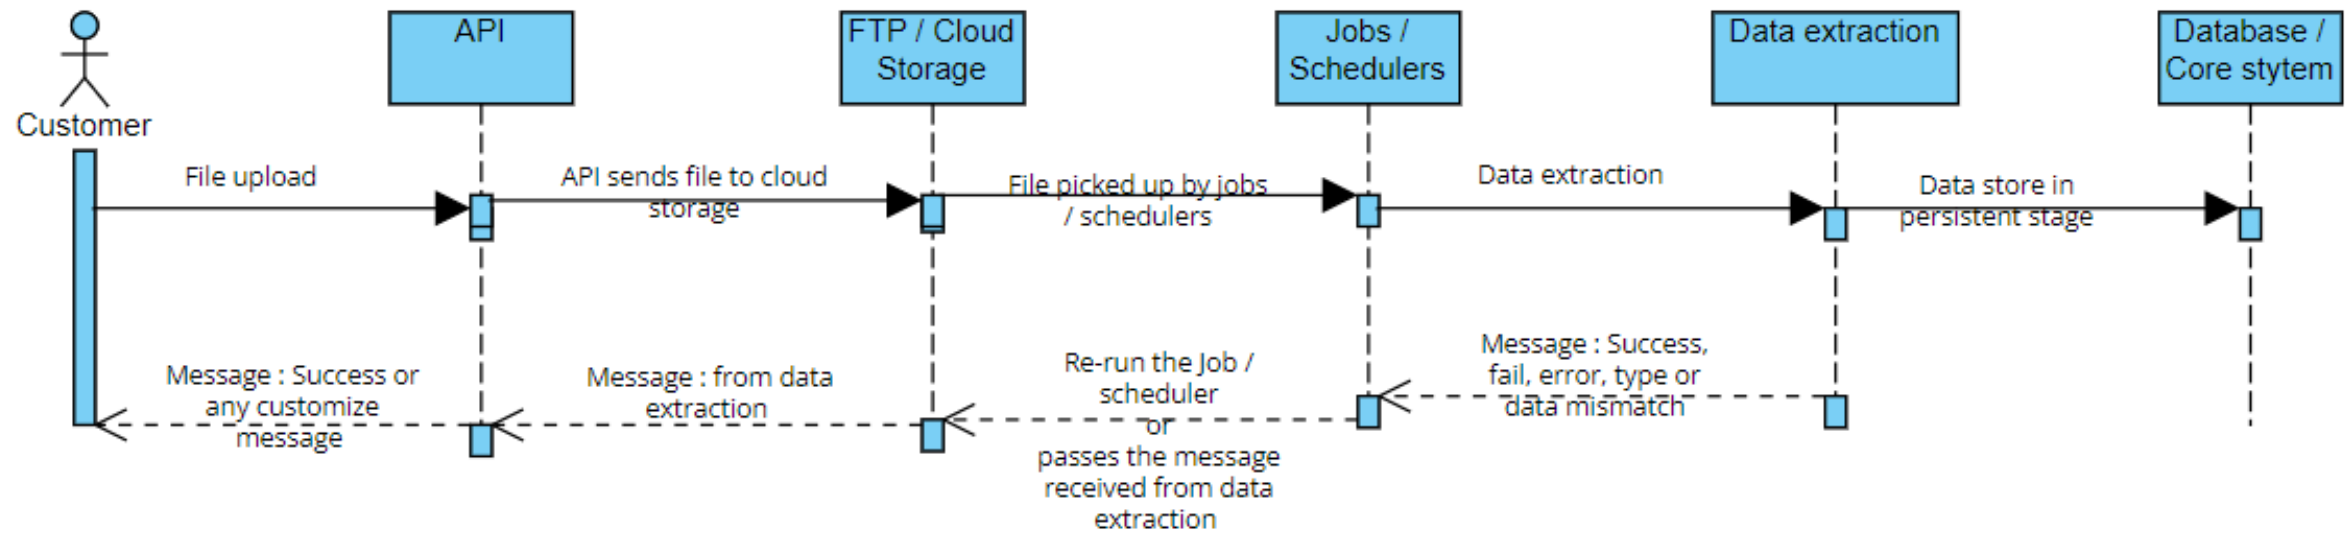 API
FTP / Cloud
Storage
Jobs /
Schedulers
Data extraction
Database /
Core stytem
Customer
File upload
API sends file to cloud
storage
File picked up by jobs
/ schedulers
Data extraction
Data store in
persistent stage
Message : Success or
any customize
message
Message : from data
extraction
Re-run the Job /
scheduler
or
passes the message
received from data
extraction
Message : Success,
fail, error, type or
data mismatch